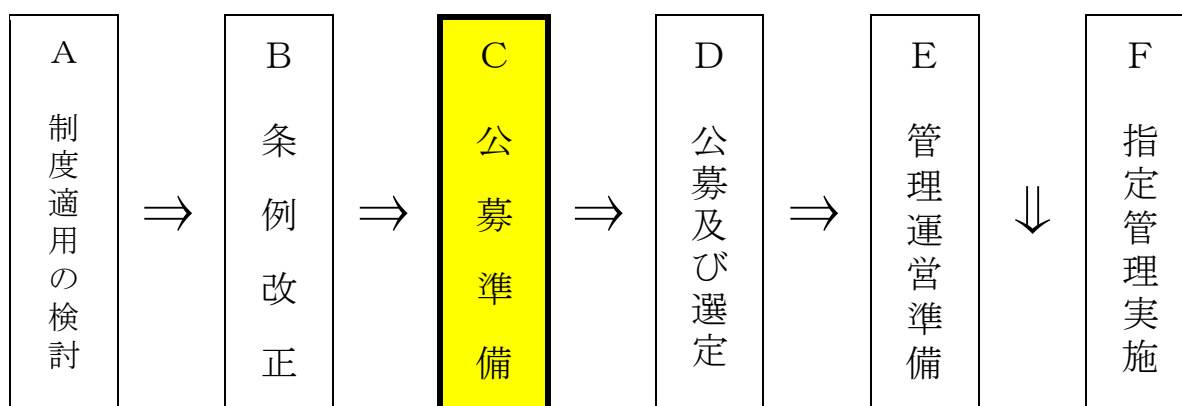 A 制度適用の検討
⇒
B 条例改正
⇒
C 公募準備
⇒
D 公募及び選定
⇒
E 管理運営準備
⇓
F 指定管理実施